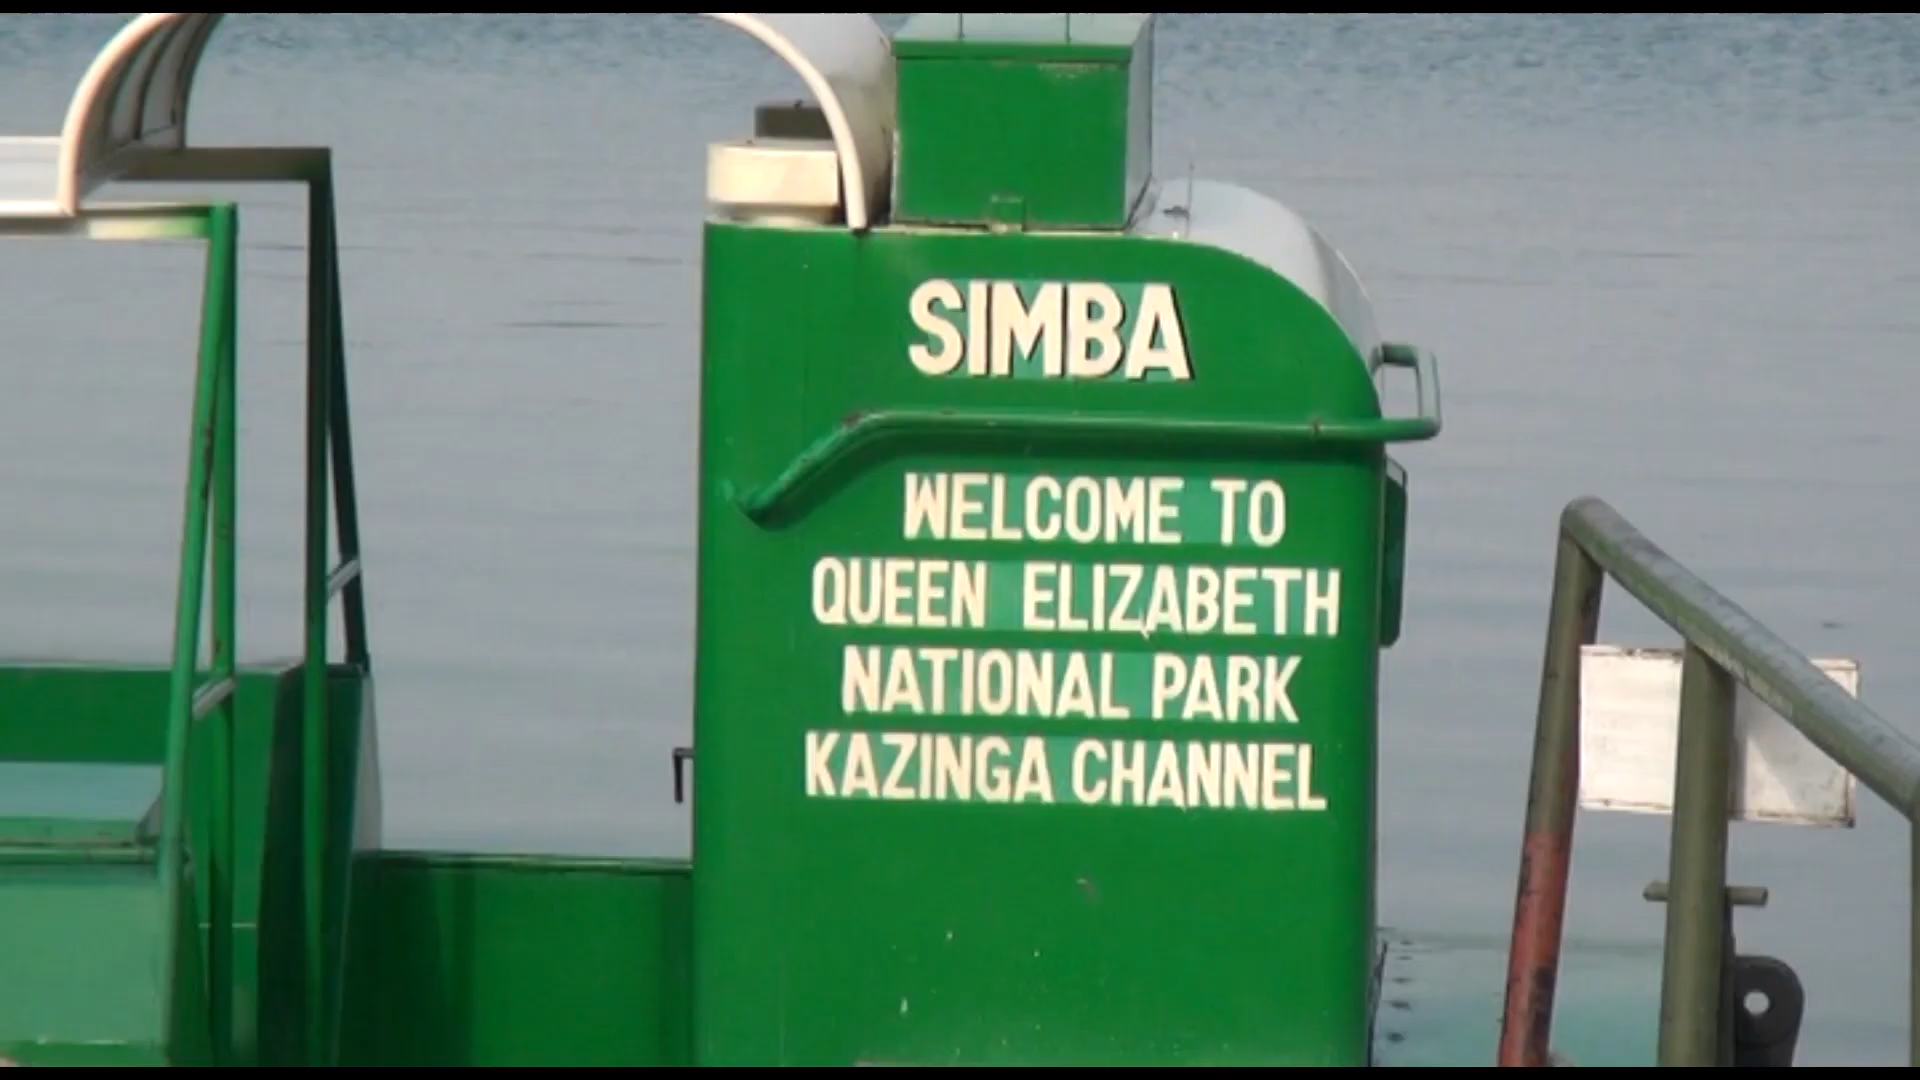 SIMBA
WELCOME TO
QUEEN ELIZABETH
NATIONAL PARK
KAZINGA CHANNEL